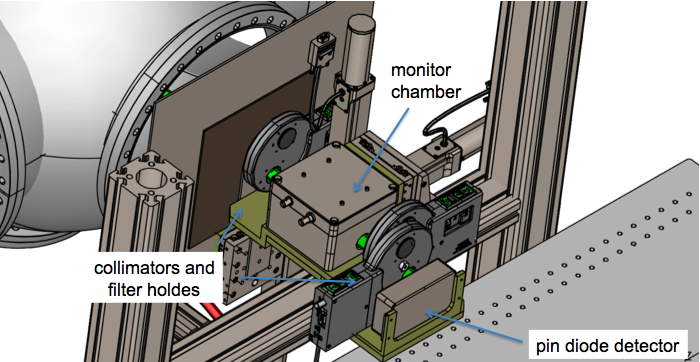 monitor
chamber
collimators and
filter holdes
pin diode detector